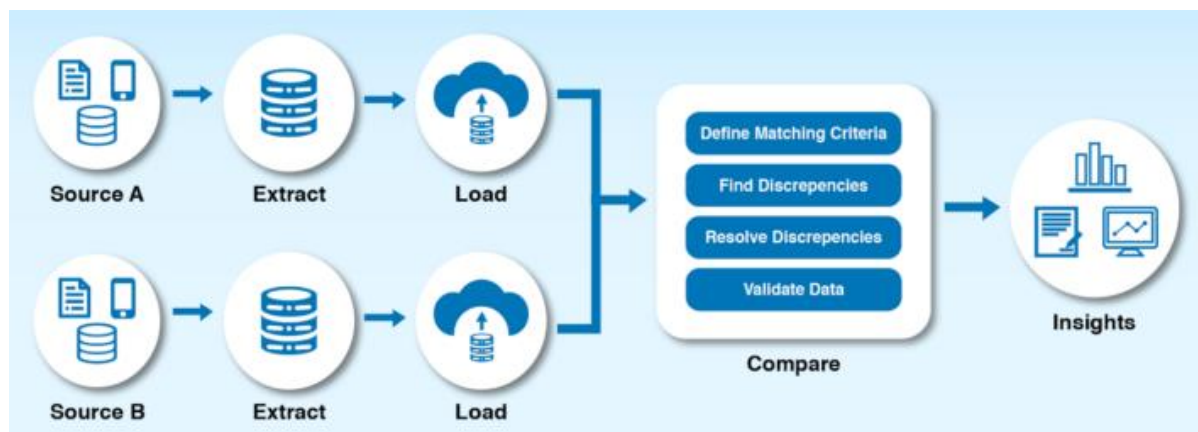 Source A
Extract
Load
Source B
Extract
Load
Define Matching Criteria
Find Discrepencies
Resolve Discrepencies
Validate Data
Compare
Insights